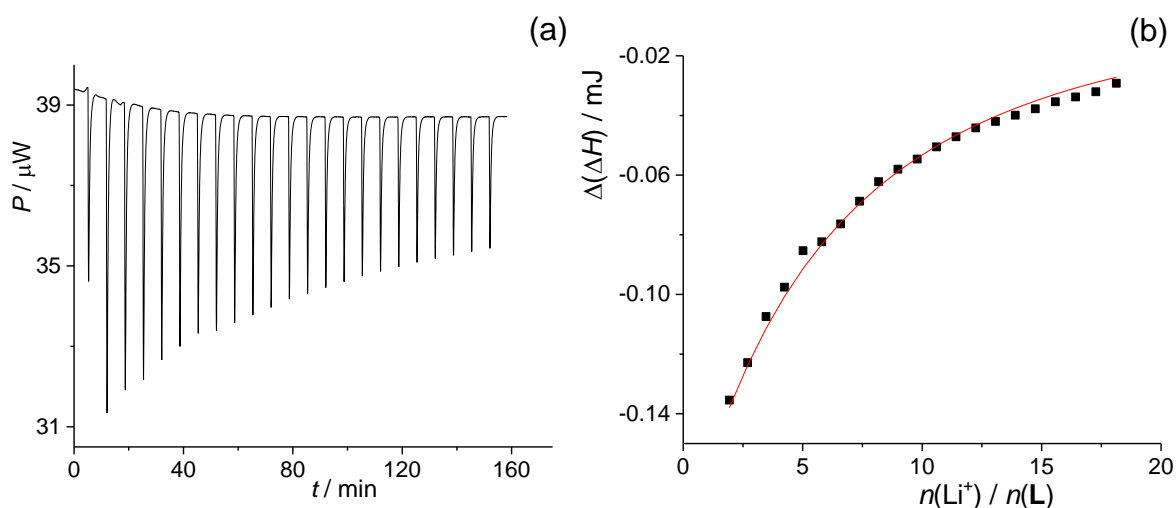 (a)
P / μW
39
35
31
0 40 80 120 160
t / min
(b)
Δ(ΔH) / mJ
-0.02
-0.06
-0.10
-0.14
0 5 10 15 20
n(Li⁺) / n(L)